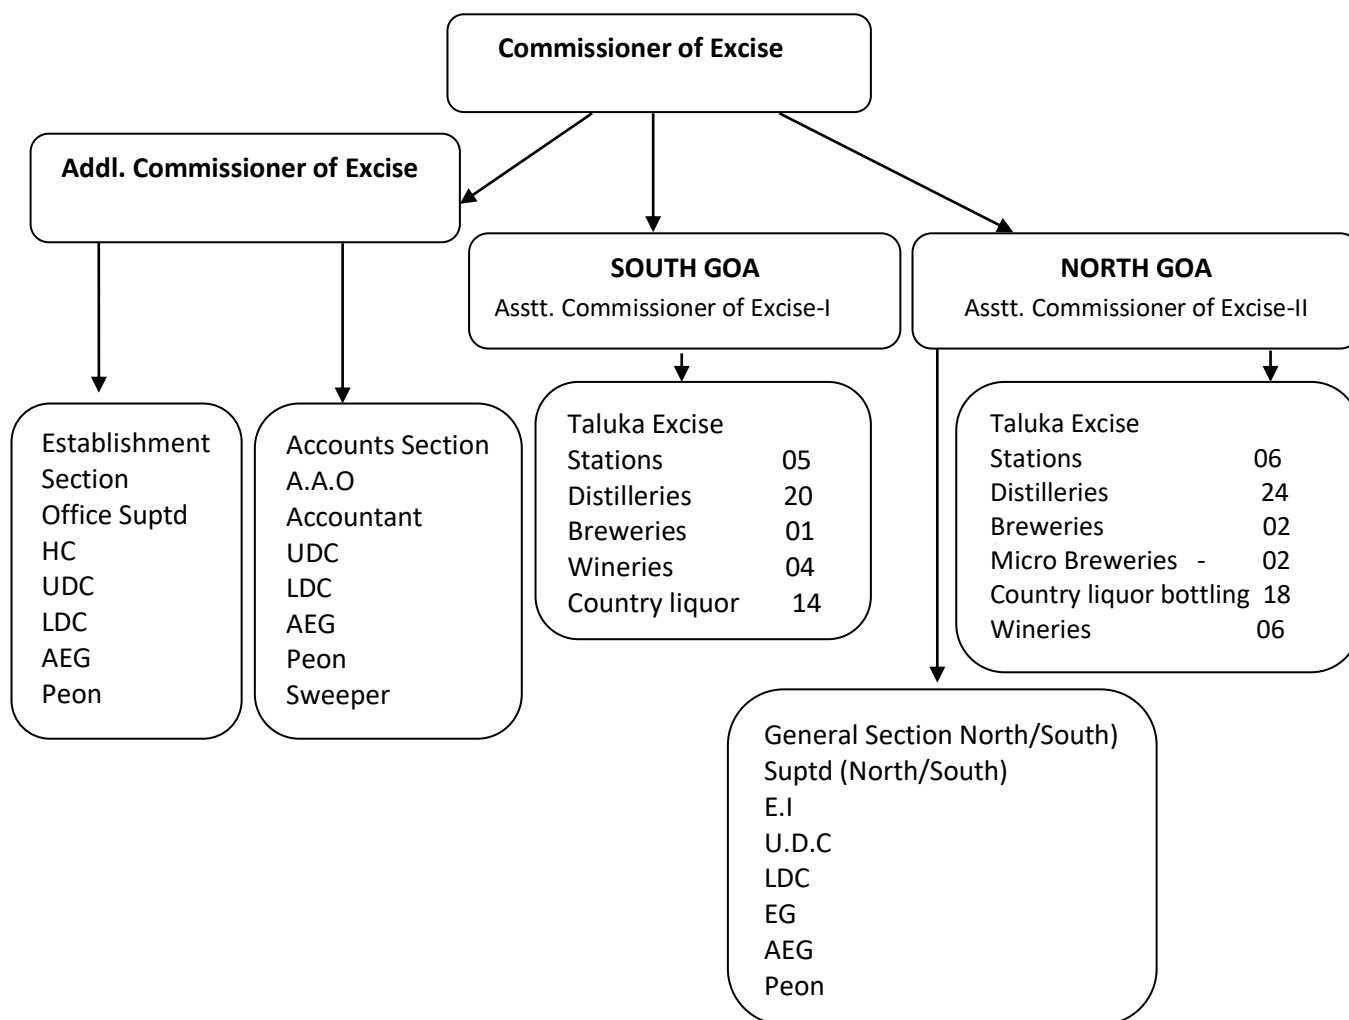 Commissioner of Excise
Addl. Commissioner of Excise
SOUTH GOA
Asstt. Commissioner of Excise-I
NORTH GOA
Asstt. Commissioner of Excise-II
Establishment
Section
Office Suptd
HC
UDC
LDC
AEG
Peon
Accounts Section
A.A.O
Accountant
UDC
LDC
AEG
Peon
Sweeper
Taluka Excise
Stations 05
Distilleries 20
Breweries 01
Wineries 04
Country liquor 14
Taluka Excise
Stations 06
Distilleries 24
Breweries 02
Micro Breweries - 02
Country liquor bottling 18
Wineries 06
General Section North/South)
Suptd (North/South)
E.I
U.D.C
LDC
EG
AEG
Peon